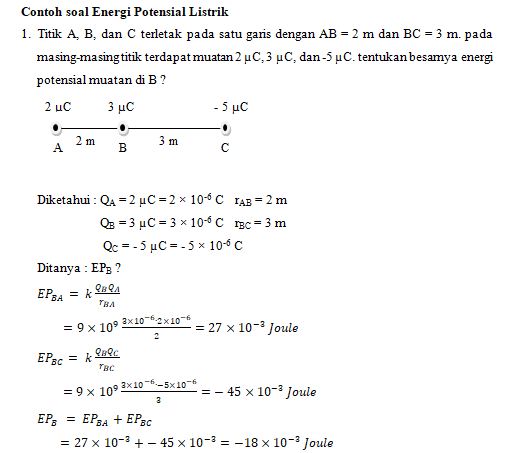 Contoh soal Energi Potensial Listrik
1. Titik A, B, dan C terletak pada satu garis dengan AB = 2 m dan BC = 3 m. pada
masing-masing titik terdapat muatan 2 μC, 3 μC, dan -5 μC. tentukan besarnya energi
potensial muatan di B ?
2 μC 3 μC - 5 μC
2 m 3 m
A B C
Diketahui : Q_A = 2 μC = 2 × 10⁻⁶ C r_AB = 2 m
Q_B = 3 μC = 3 × 10⁻⁶ C r_BC = 3 m
Q_C = - 5 μC = - 5 × 10⁻⁶ C
Ditanya : EP_B ?
EP_BA = k Q_B Q_A / r_BA
= 9 × 10⁹ 3×10⁻⁶.2×10⁻⁶ / 2 = 27 × 10⁻³ Joule
EP_BC = k Q_B Q_C / r_BC
= 9 × 10⁹ 3×10⁻⁶.−5×10⁻⁶ / 3 = − 45 × 10⁻³ Joule
EP_B = EP_BA + EP_BC
= 27 × 10⁻³ + − 45 × 10⁻³ = −18 × 10⁻³ Joule